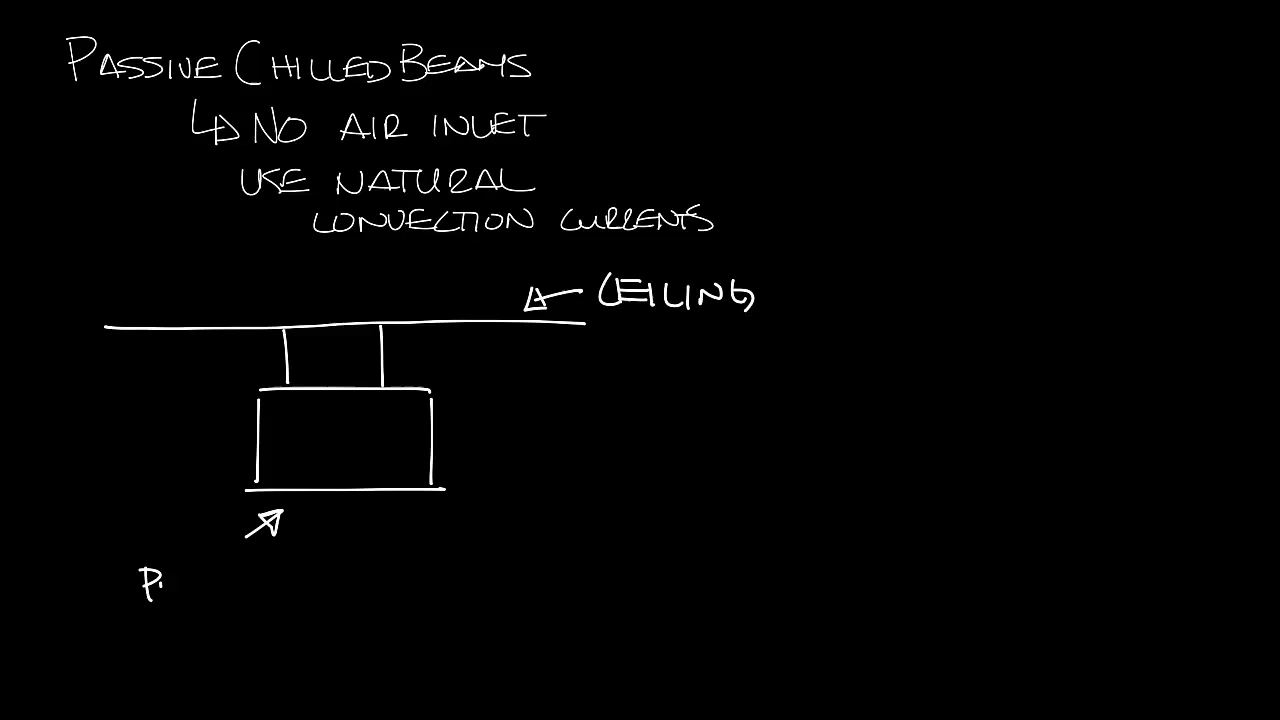 PASSIVE CHILLED BEAMS
↳ NO AIR INLET
USE NATURAL
CONVECTION CURRENTS
CEILING
P